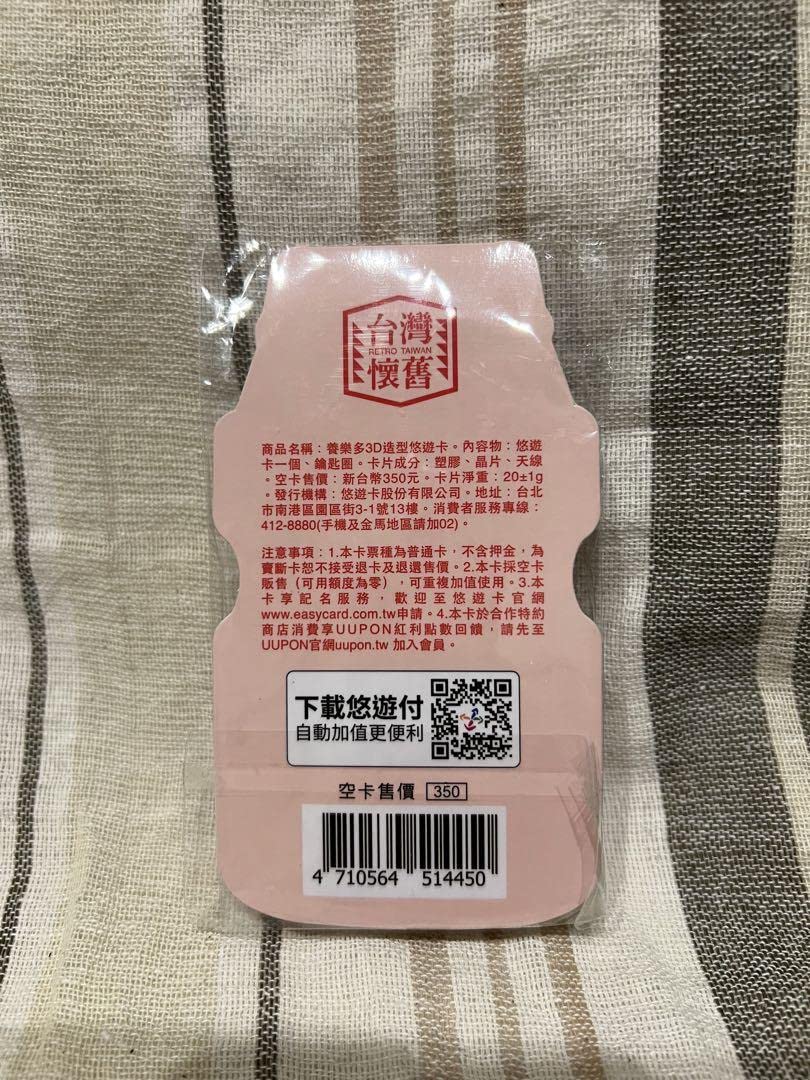 台灣
RETRO TAIWAN
懷舊
商品名稱：養樂多3D造型悠遊卡。內容物：悠遊
卡一個、鑰匙圈。卡片成分：塑膠、晶片、天線
。空卡售價：新台幣350元。卡片淨重：20±1g
。發行機構：悠遊卡股份有限公司。地址：台北
市南港區園區街3-1號13樓。消費者服務專線：
412-8880(手機及金馬地區請加02)。
注意事項：1.本卡票種為普通卡，不含押金，為
賣斷卡恕不接受退卡及退還售價。2.本卡採空卡
販售（可用額度為零），可重複加值使用。3.本
卡享記名服務，歡迎至悠遊卡官網
www.easycard.com.tw申請。4.本卡於合作特約
商店消費享UUPON紅利點數回饋，請先至
UUPON官網uupon.tw 加入會員。
下載悠遊付
自動加值更便利
空卡售價 350
4 710564 514450